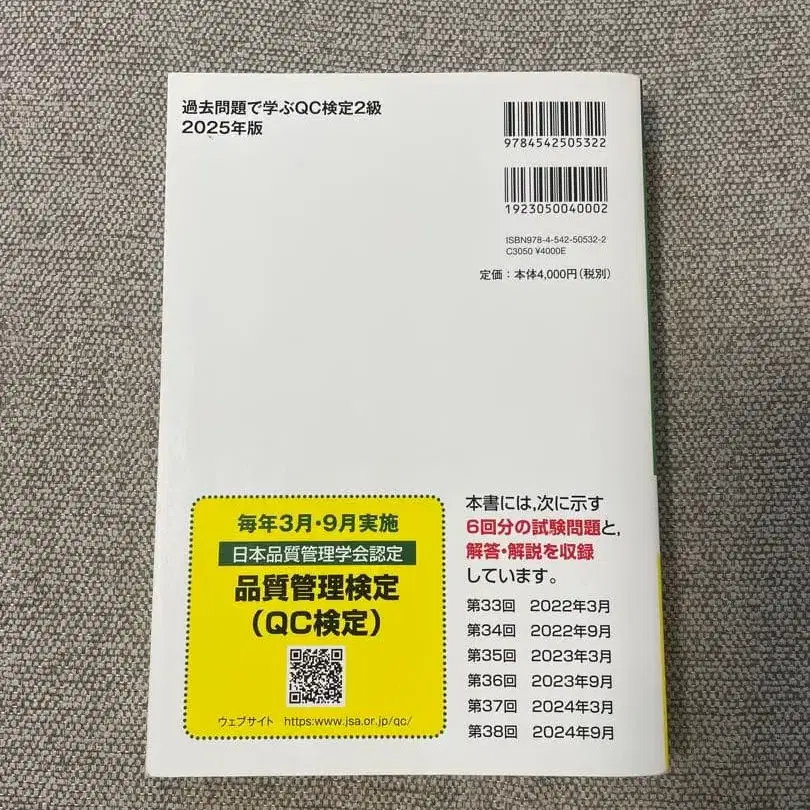 過去問題で学ぶQC検定2級
2025年版
9784542505322
1923050040002
ISBN978-4-542-50532-2
C3050 ¥4000E
定価：本体4,000円(税別)
毎年3月・9月実施
日本品質管理学会認定
品質管理検定
(QC検定)
ウェブサイト https:www.jsa.or.jp/qc/
本書には,次に示す
6回分の試験問題と,
解答・解説を収録
しています。
第33回 2022年3月
第34回 2022年9月
第35回 2023年3月
第36回 2023年9月
第37回 2024年3月
第38回 2024年9月